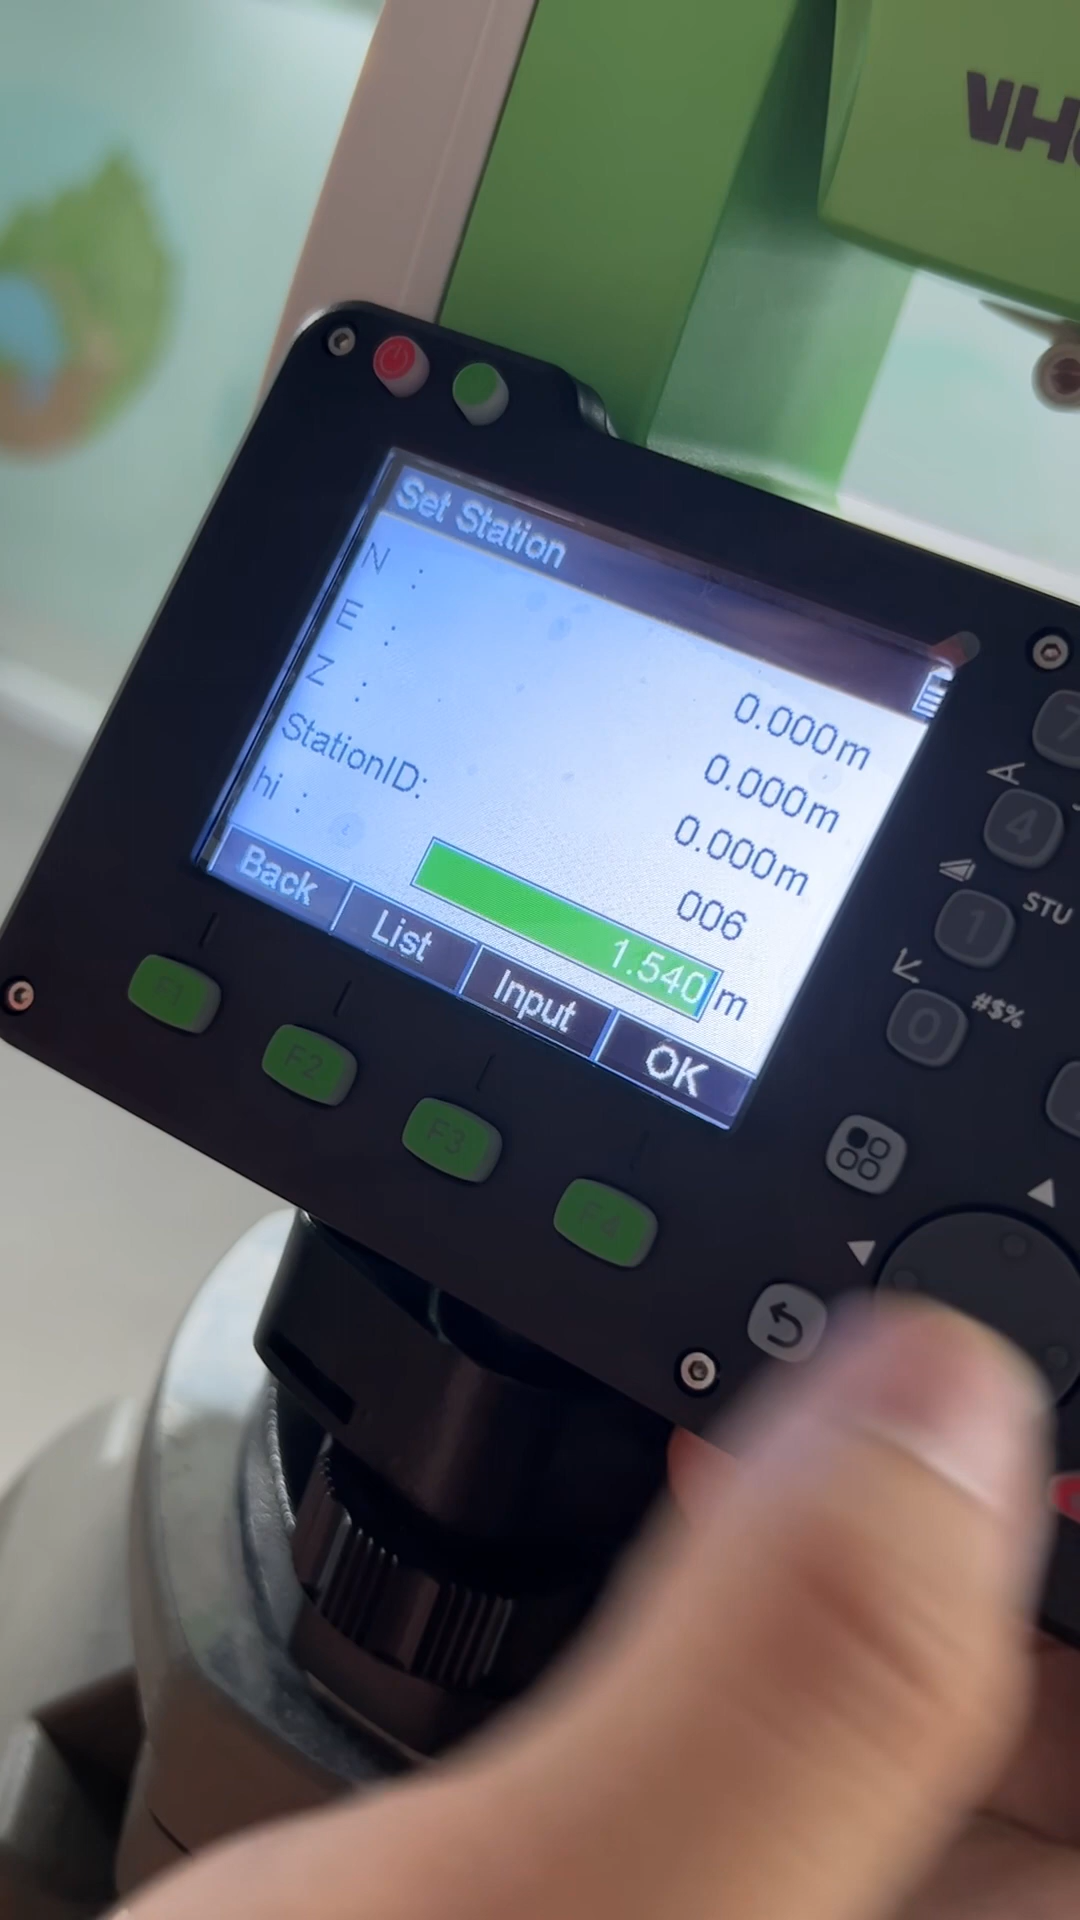 Set Station
N : 0.000m
E : 0.000m
Z : 0.000m
StationID: 006
hi : 1.540 m
Back List Input OK
F1 F2 F3 F4
7
4
1 STU
0 #$%